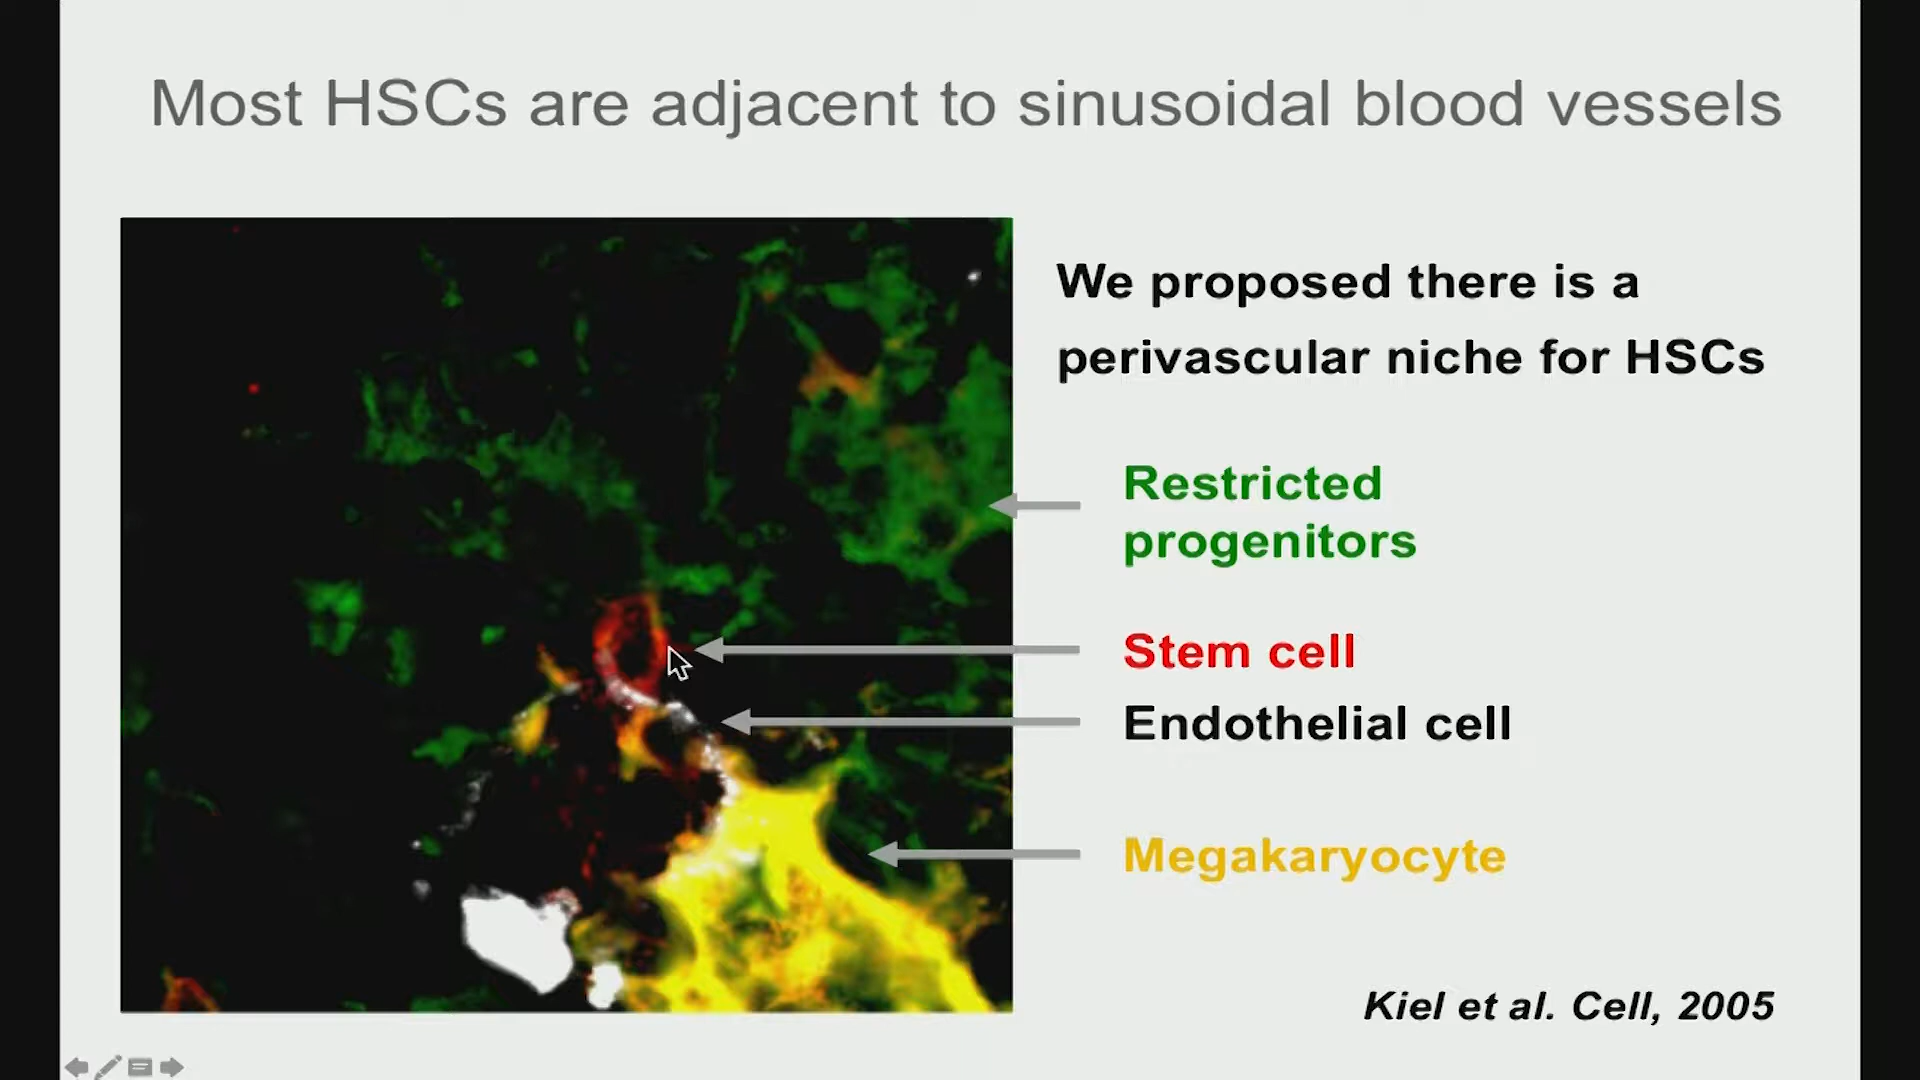 Most HSCs are adjacent to sinusoidal blood vessels
We proposed there is a
perivascular niche for HSCs
Restricted
progenitors
Stem cell
Endothelial cell
Megakaryocyte
Kiel et al. Cell, 2005